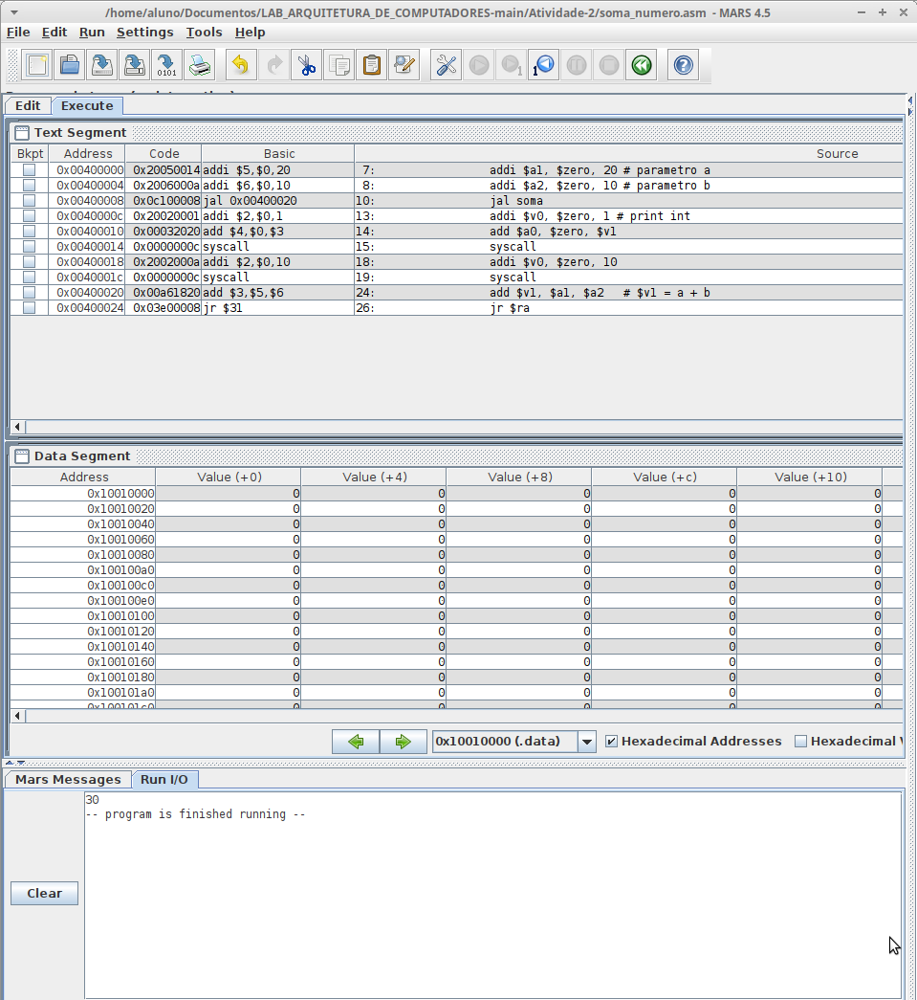 /home/aluno/Documentos/LAB_ARQUITETURA_DE_COMPUTADORES-main/Atividade-2/soma_numero.asm - MARS 4.5
File Edit Run Settings Tools Help
0101 1 1
Edit Execute
Text Segment
Bkpt Address Code Basic Source
0x00400000 0x20050014 addi $5,$0,20 7: addi $a1, $zero, 20 # parametro a
0x00400004 0x2006000a addi $6,$0,10 8: addi $a2, $zero, 10 # parametro b
0x00400008 0x0c100008 jal 0x00400020 10: jal soma
0x0040000c 0x20020001 addi $2,$0,1 13: addi $v0, $zero, 1 # print int
0x00400010 0x00032020 add $4,$0,$3 14: add $a0, $zero, $v1
0x00400014 0x0000000c syscall 15: syscall
0x00400018 0x2002000a addi $2,$0,10 18: addi $v0, $zero, 10
0x0040001c 0x0000000c syscall 19: syscall
0x00400020 0x00a61820 add $3,$5,$6 24: add $v1, $a1, $a2 # $v1 = a + b
0x00400024 0x03e00008 jr $31 26: jr $ra
Data Segment
Address Value (+0) Value (+4) Value (+8) Value (+c) Value (+10)
0x10010000 0 0 0 0 0
0x10010020 0 0 0 0 0
0x10010040 0 0 0 0 0
0x10010060 0 0 0 0 0
0x10010080 0 0 0 0 0
0x100100a0 0 0 0 0 0
0x100100c0 0 0 0 0 0
0x100100e0 0 0 0 0 0
0x10010100 0 0 0 0 0
0x10010120 0 0 0 0 0
0x10010140 0 0 0 0 0
0x10010160 0 0 0 0 0
0x10010180 0 0 0 0 0
0x100101a0 0 0 0 0 0
0x100101c0 0 0 0 0 0
0x10010000 (.data) Hexadecimal Addresses Hexadecimal
Mars Messages Run I/O
30
-- program is finished running --
Clear